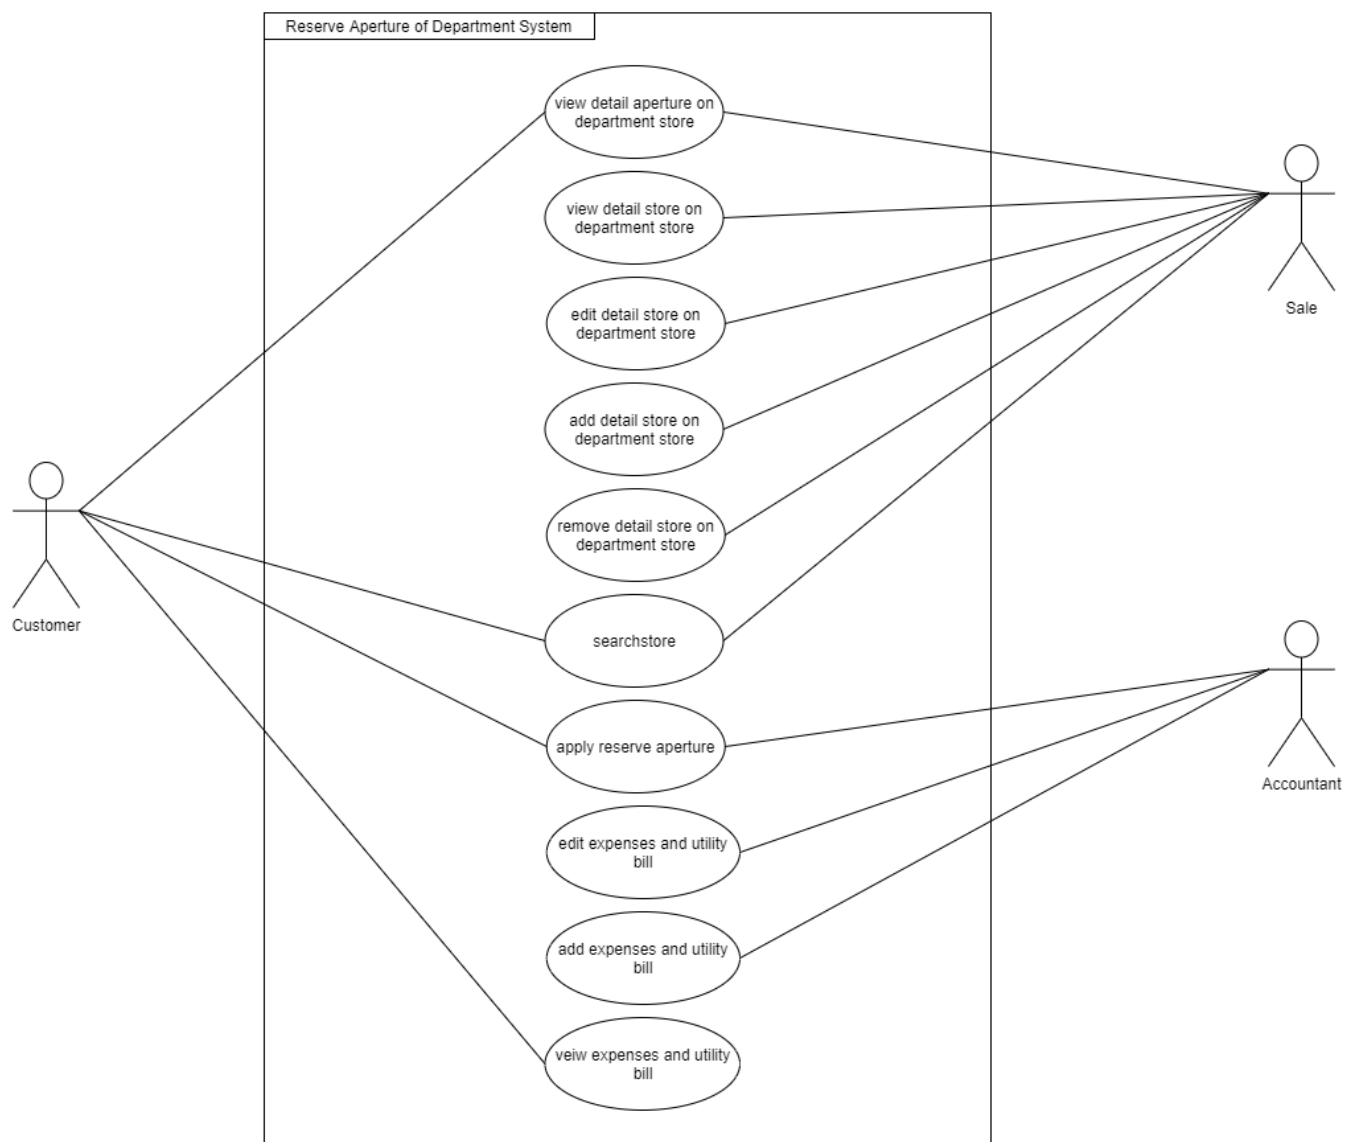 Reserve Aperture of Department System
view detail aperture on
department store
view detail store on
department store
Sale
edit detail store on
department store
add detail store on
department store
remove detail store on
department store
Customer
searchstore
apply reserve aperture
Accountant
edit expenses and utility
bill
add expenses and utility
bill
veiw expenses and utility
bill